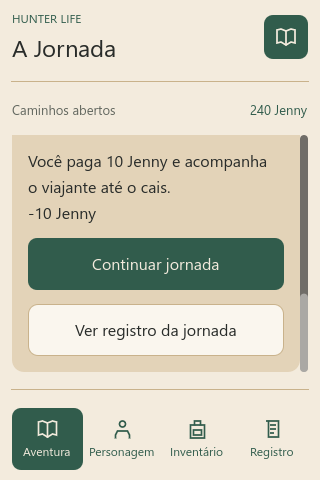 HUNTER LIFE
A Jornada
Caminhos abertos
240 Jenny
Você paga 10 Jenny e acompanha
o viajante até o cais.
-10 Jenny
Continuar jornada
Ver registro da jornada
Aventura
Personagem
Inventário
Registro